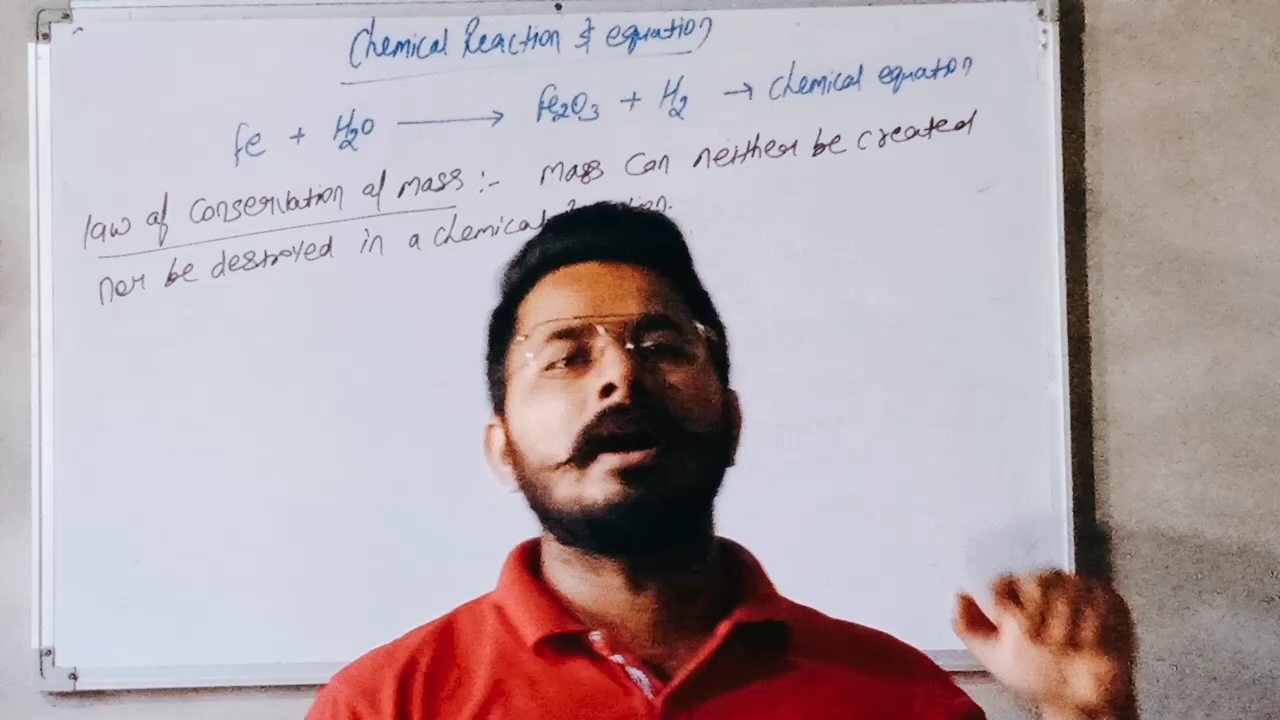 Chemical Reaction & equation
Fe + H₂O ⟶ Fe₂O₃ + H₂ → chemical equation
law of conservation of mass :- mass can neither be created
nor be destroyed in a chemical